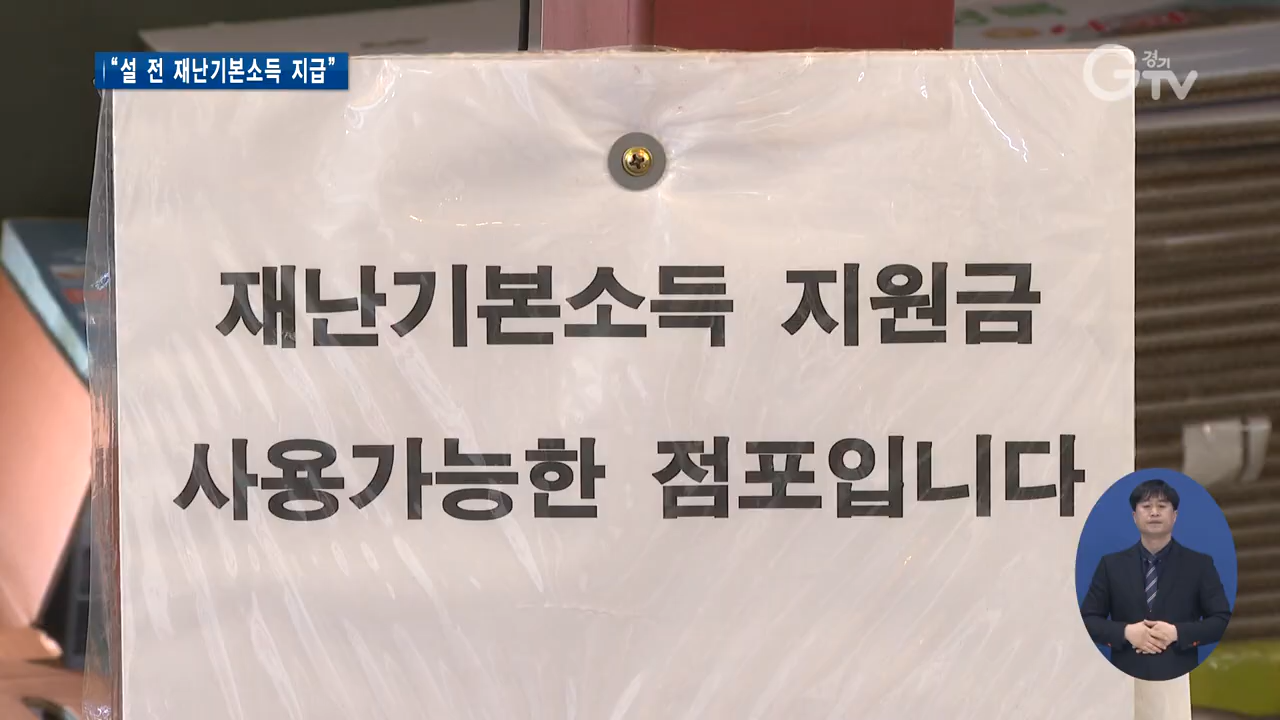 “설 전 재난기본소득 지급”
경기
GTV
재난기본소득 지원금
사용가능한 점포입니다